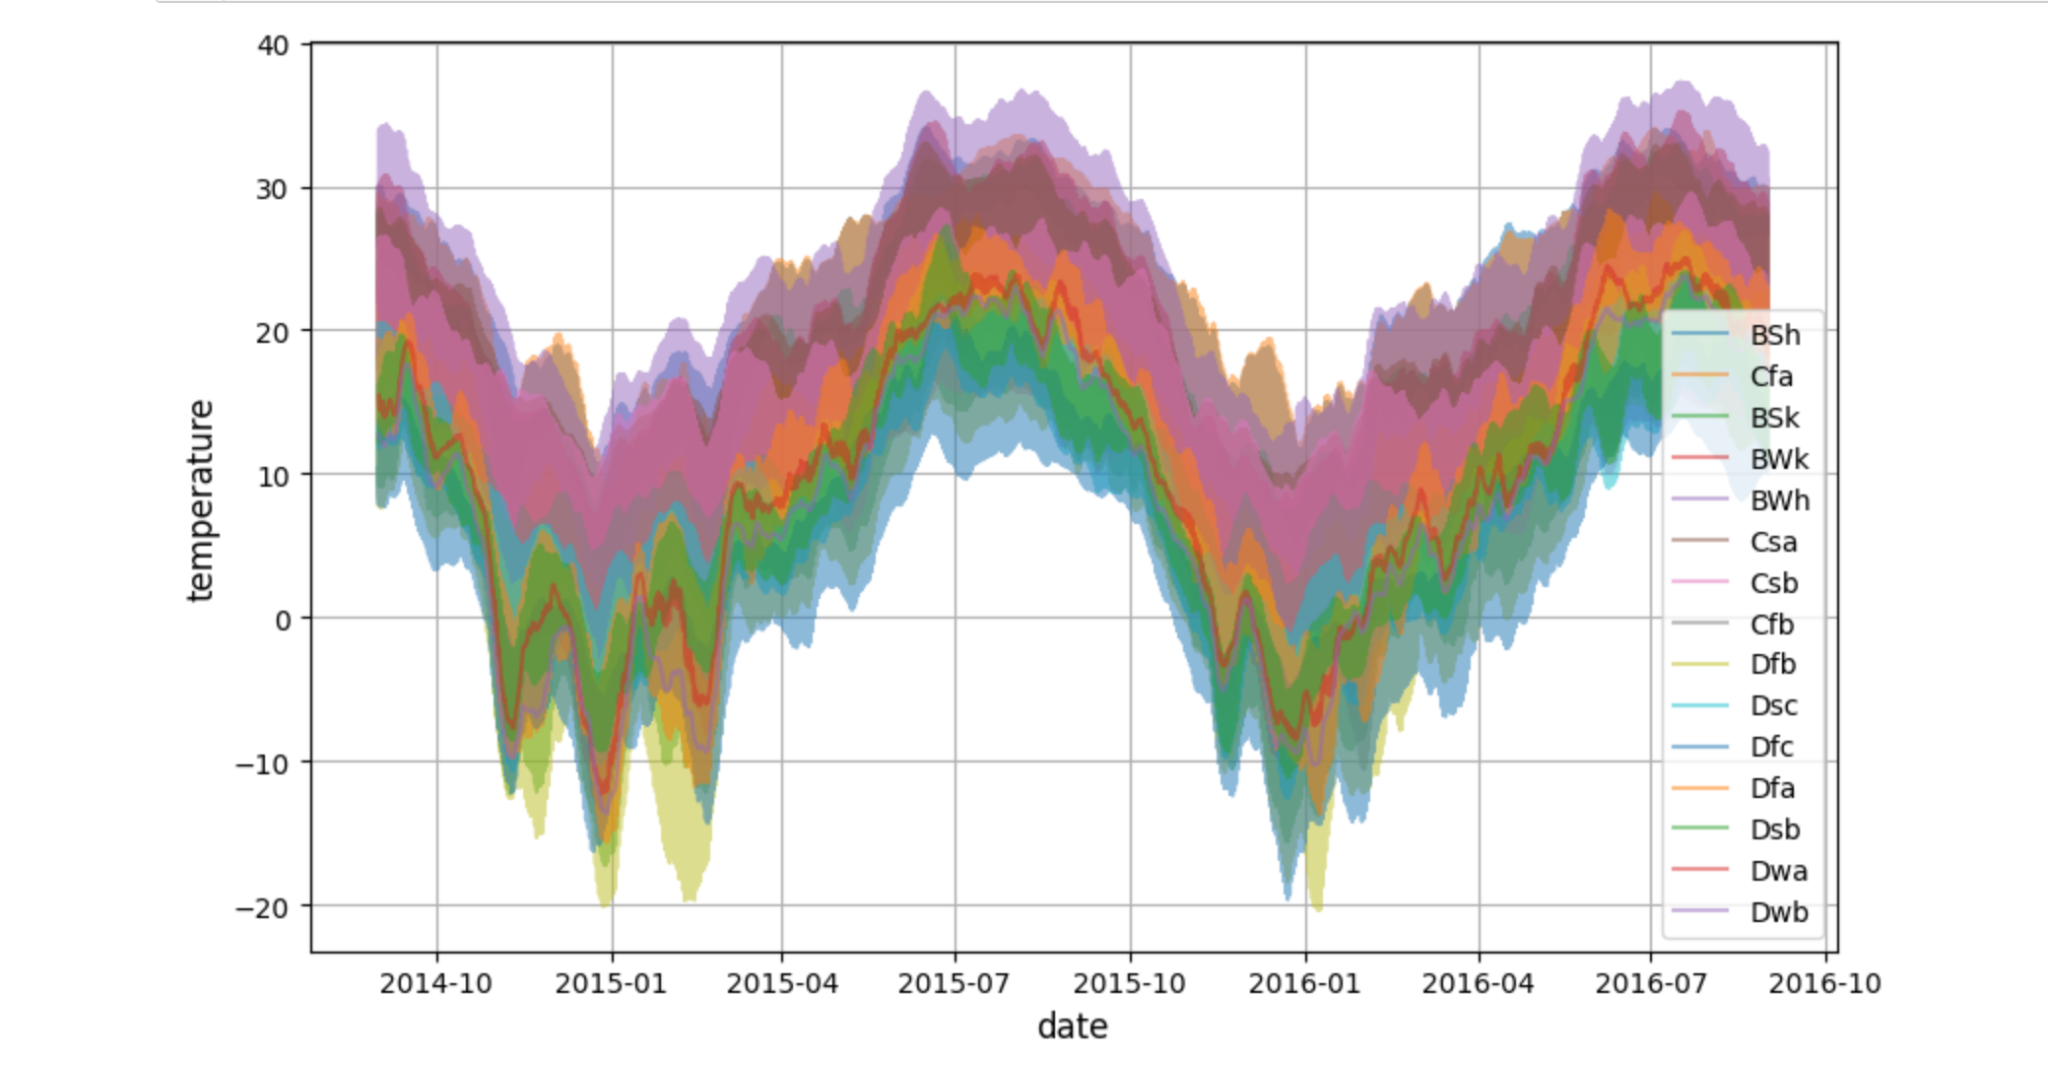 40
30
20
10
0
−10
−20
temperature
2014-10 2015-01 2015-04 2015-07 2015-10 2016-01 2016-04 2016-07 2016-10
date
BSh
Cfa
BSk
BWk
BWh
Csa
Csb
Cfb
Dfb
Dsc
Dfc
Dfa
Dsb
Dwa
Dwb